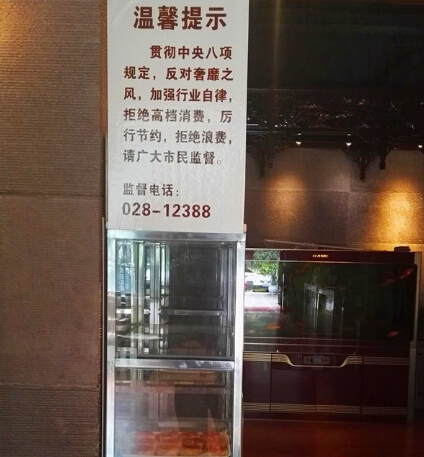 温馨提示
贯彻中央八项
规定，反对奢靡之
风，加强行业自律，
拒绝高档消费，厉
行节约，拒绝浪费，
请广大市民监督。
监督电话：
028-12388